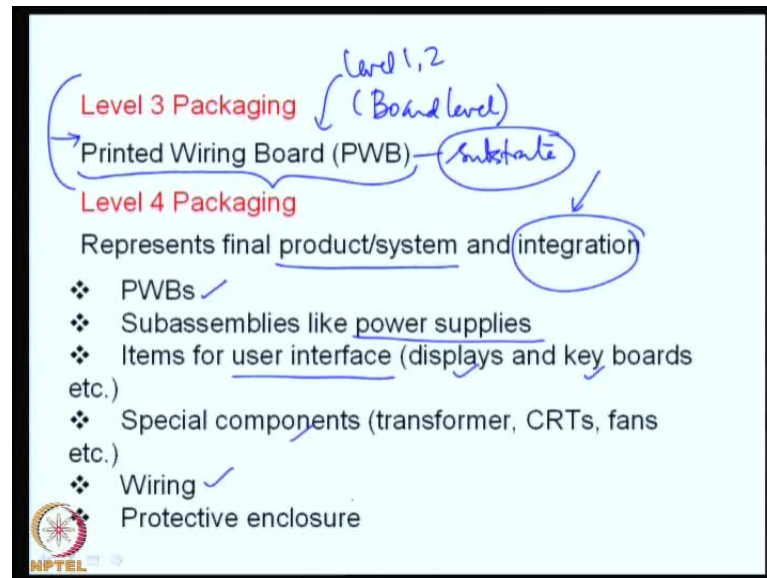 Level 1, 2
Level 3 Packaging (Board level)
Printed Wiring Board (PWB) - substrate
Level 4 Packaging
Represents final product/system and integration
❖ PWBs
❖ Subassemblies like power supplies
❖ Items for user interface (displays and key boards
etc.)
❖ Special components (transformer, CRTs, fans
etc.)
❖ Wiring
❖ Protective enclosure
NPTEL